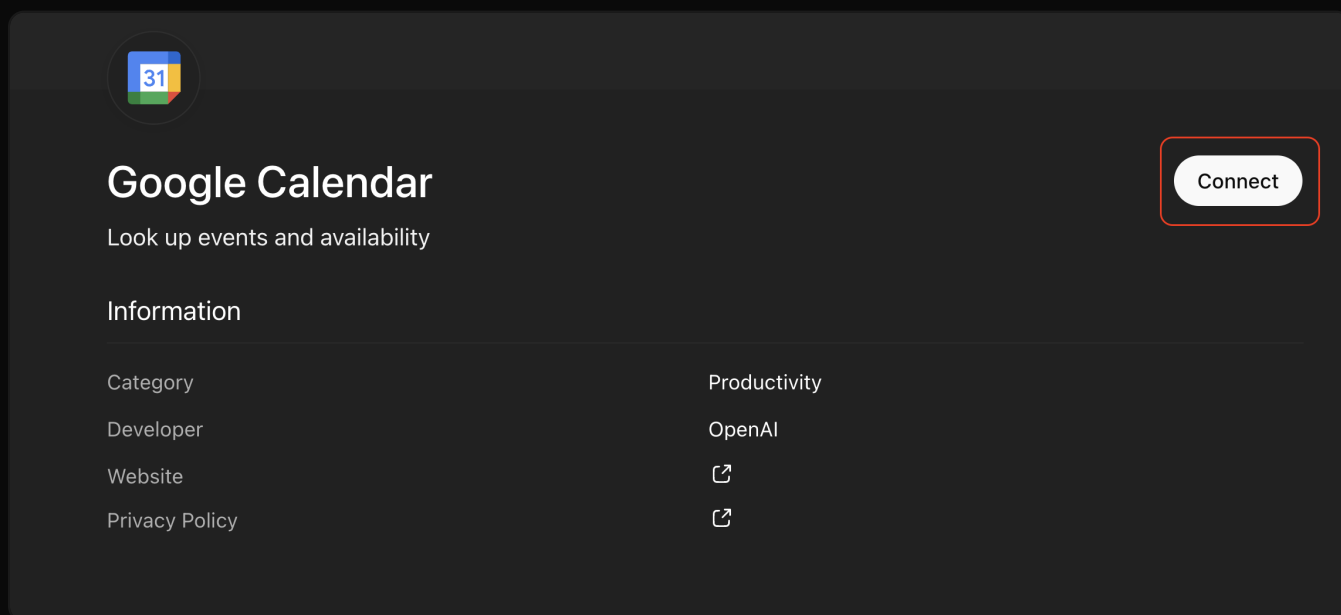 31
Google Calendar
Connect
Look up events and availability
Information
Category Productivity
Developer OpenAI
Website
Privacy Policy